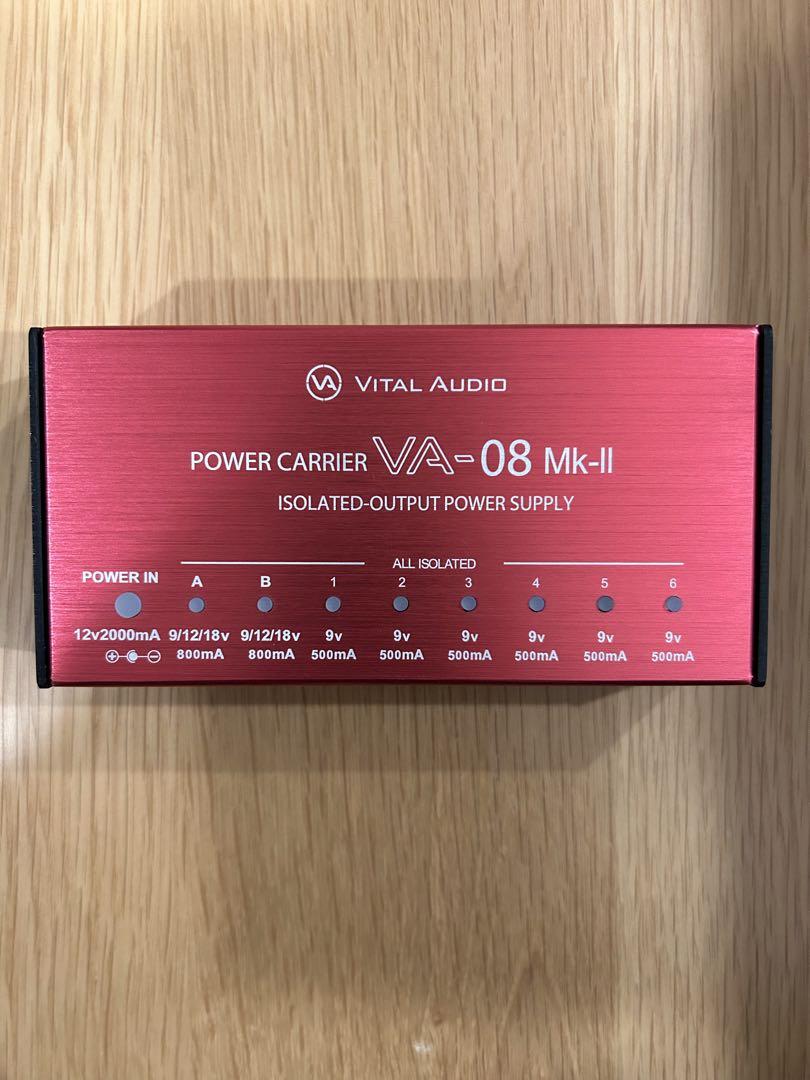 VA VITAL AUDIO
POWER CARRIER VA-08 Mk-II
ISOLATED-OUTPUT POWER SUPPLY
ALL ISOLATED
POWER IN A B 1 2 3 4 5 6
12v2000mA 9/12/18v 9/12/18v 9v 9v 9v 9v 9v 9v
800mA 800mA 500mA 500mA 500mA 500mA 500mA 500mA